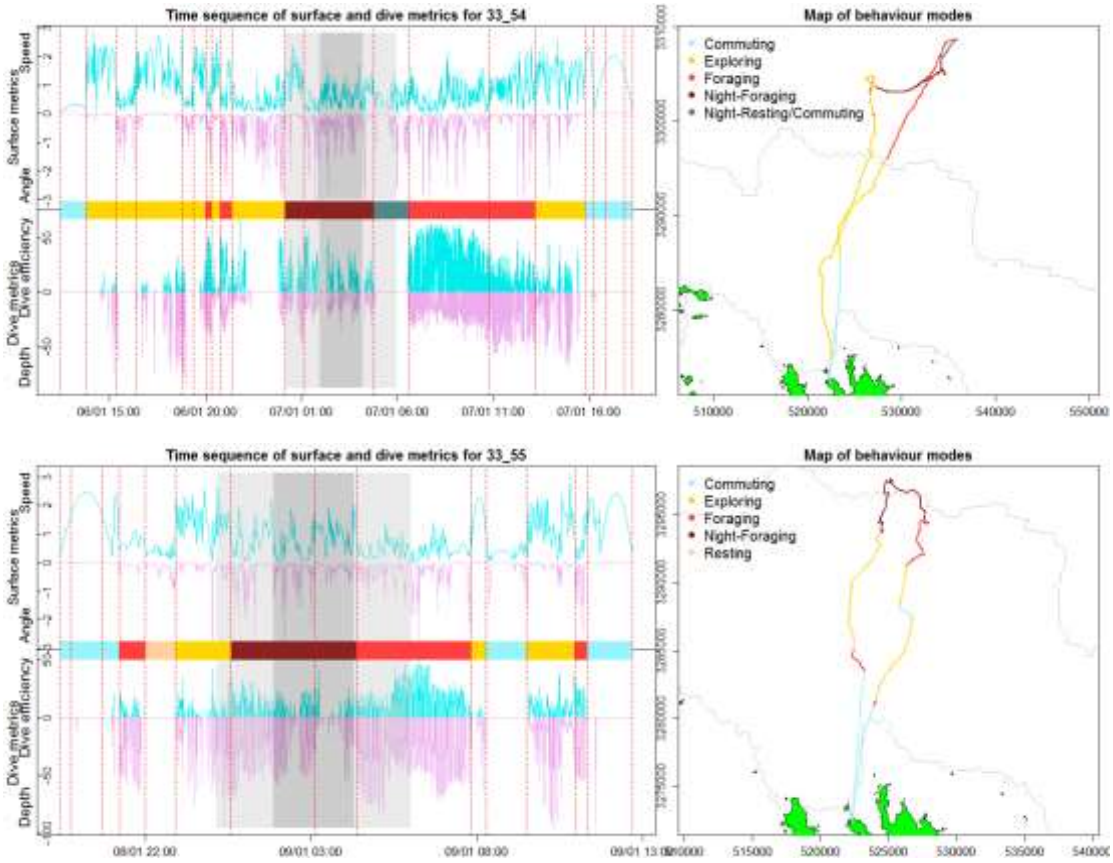 Time sequence of surface and dive metrics for 33_54
Map of behaviour modes
Speed
Surface metrics
Angle
Dive efficiency
Dive metrics
Depth
06/01 15:00
06/01 20:00
07/01 01:00
07/01 06:00
07/01 11:00
07/01 16:00
Commuting
Exploring
Foraging
Night-Foraging
Night-Resting/Commuting
510000
520000
530000
540000
550000
Time sequence of surface and dive metrics for 33_55
Map of behaviour modes
Speed
Surface metrics
Angle
Dive efficiency
Dive metrics
Depth
08/01 22:00
09/01 03:00
09/01 08:00
Commuting
Exploring
Foraging
Night-Foraging
Resting
515000
520000
525000
530000
535000
540000